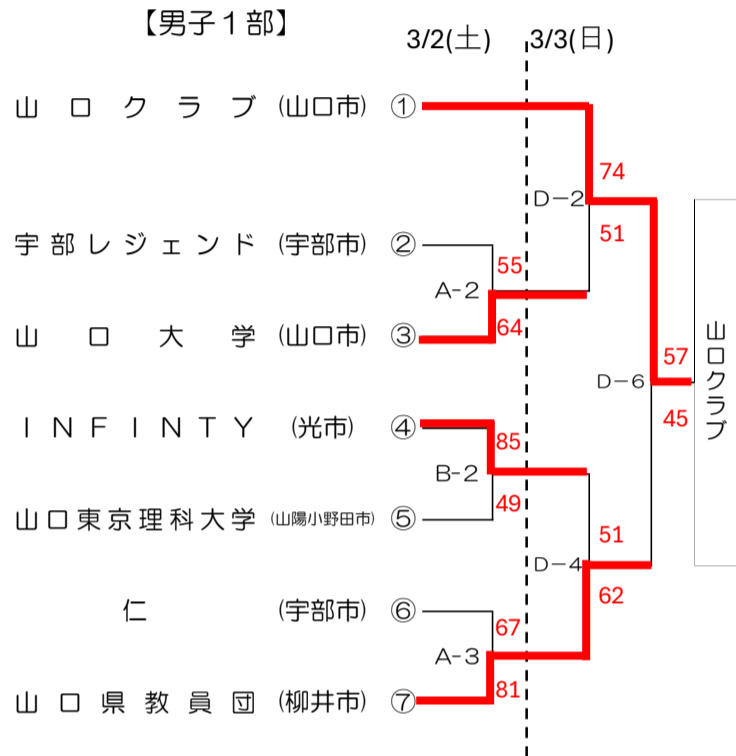 【男子１部】
3/2(土) 3/3(日)
山口クラブ (山口市) ①
74
D-2
51
宇部レジェンド (宇部市) ②
55
A-2
64
山口大学 (山口市) ③
57
D-6
45
山口クラブ
ＩＮＦＩＮＴＹ (光市) ④
85
B-2
49
山口東京理科大学 (山陽小野田市) ⑤
51
D-4
62
仁 (宇部市) ⑥
67
A-3
81
山口県教員団 (柳井市) ⑦